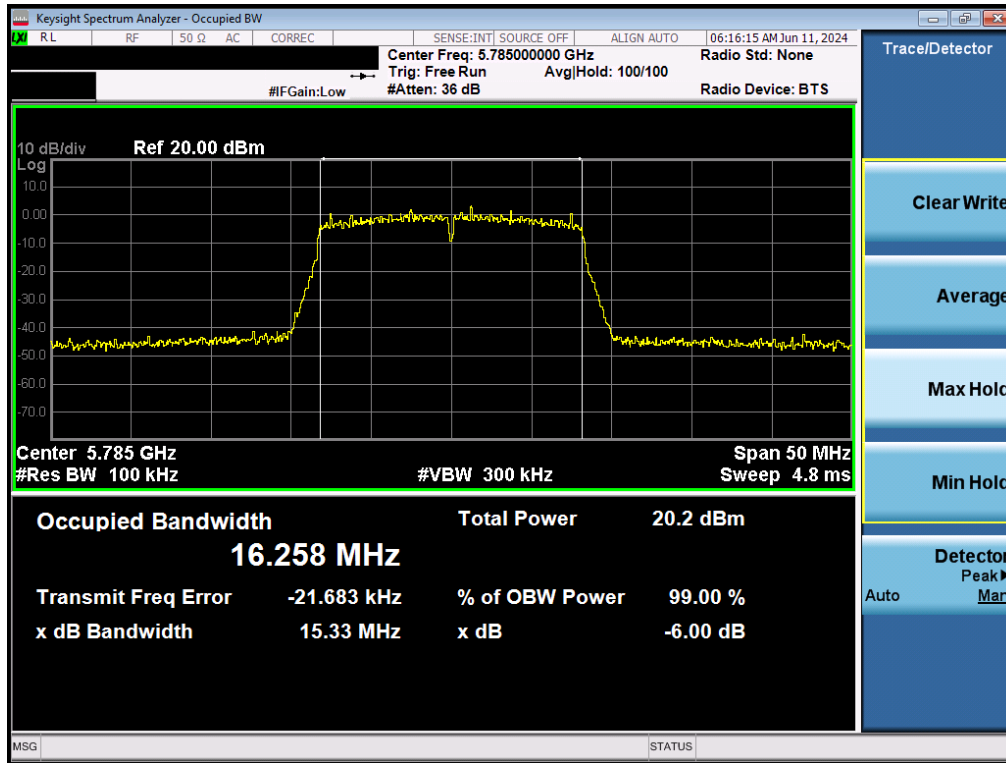 Keysight Spectrum Analyzer - Occupied BW
LXI RL RF 50 Ω AC CORREC SENSE:INT SOURCE OFF ALIGN AUTO 06:16:15 AM Jun 11, 2024
Center Freq: 5.785000000 GHz Radio Std: None
Trig: Free Run Avg|Hold: 100/100
#IFGain:Low #Atten: 36 dB Radio Device: BTS
Trace/Detector
10 dB/div Ref 20.00 dBm
Log
10.0
0.00
-10.0
-20.0
-30.0
-40.0
-50.0
-60.0
-70.0
Center 5.785 GHz Span 50 MHz
#Res BW 100 kHz #VBW 300 kHz Sweep 4.8 ms
Occupied Bandwidth Total Power 20.2 dBm
16.258 MHz
Transmit Freq Error -21.683 kHz % of OBW Power 99.00 %
x dB Bandwidth 15.33 MHz x dB -6.00 dB
Clear Write
Average
Max Hold
Min Hold
Detector
Peak▶
Auto Man
MSG STATUS